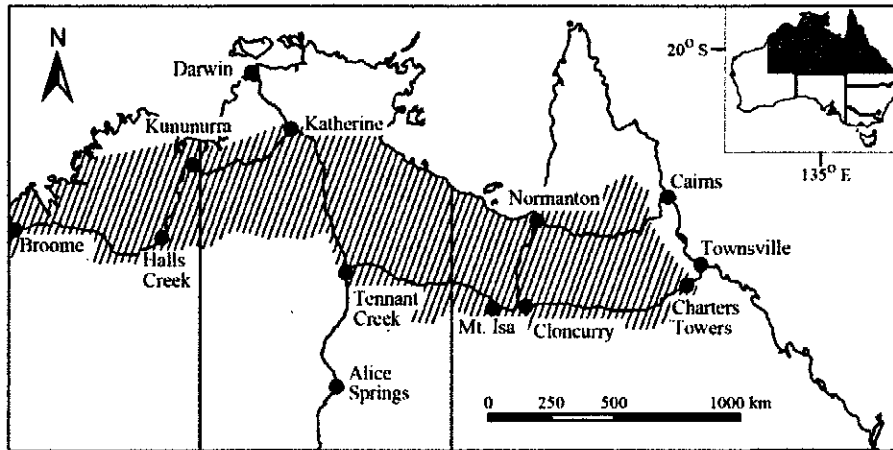 N
20° S
135° E
Darwin
Kununurra
Katherine
Normanton
Cairns
Broome
Halls
Creek
Townsville
Tennant
Creek
Mt. Isa
Cloncurry
Charters
Towers
Alice
Springs
0 250 500 1000 km